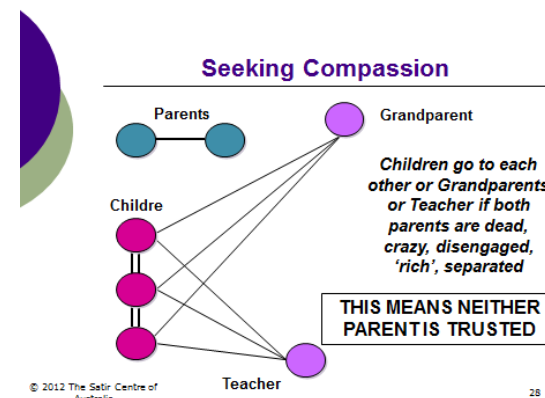 Seeking Compassion
Parents
Grandparent
Children go to each
other or Grandparents
or Teacher if both
parents are dead,
crazy, disengaged,
‘rich’, separated
Childre
THIS MEANS NEITHER
PARENT IS TRUSTED
Teacher
© 2012 The Satir Centre of
Australia
28